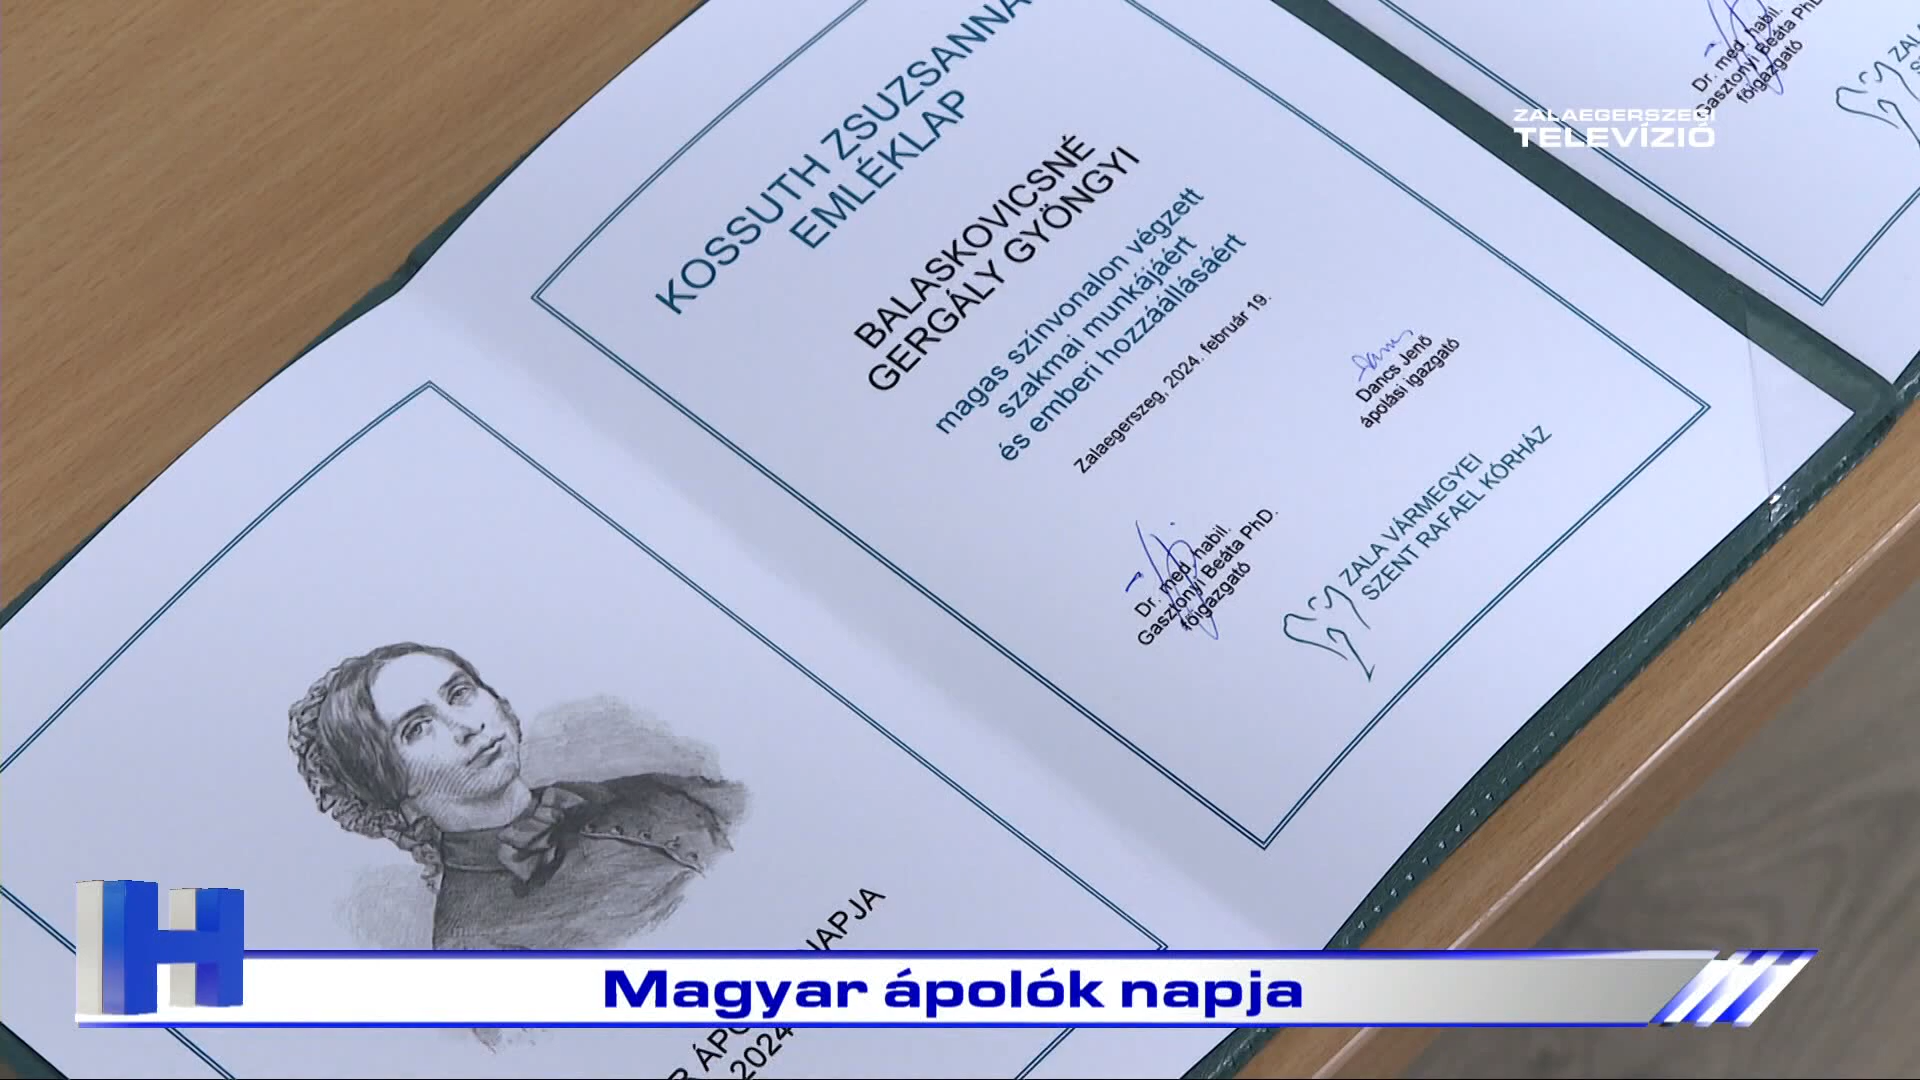 KOSSUTH ZSUZSANNA
EMLÉKLAP
BALASKOVICSNÉ
GERGÁLY GYÖNGYI
magas színvonalon végzett
szakmai munkájáért
és emberi hozzáállásáért
Zalaegerszeg, 2024. február 19.
Dancs Jenő
ápolási igazgató
Dr. med. habil.
Gasztonyi Beáta PhD.
főigazgató
ZALA VÁRMEGYEI
SZENT RAFAEL KÓRHÁZ
Dr. med. habil.
Gasztonyi Beáta PhD.
főigazgató
ZALAEGERSZEGI
TELEVÍZIÓ
NAPJA
2024
H
Magyar ápolók napja